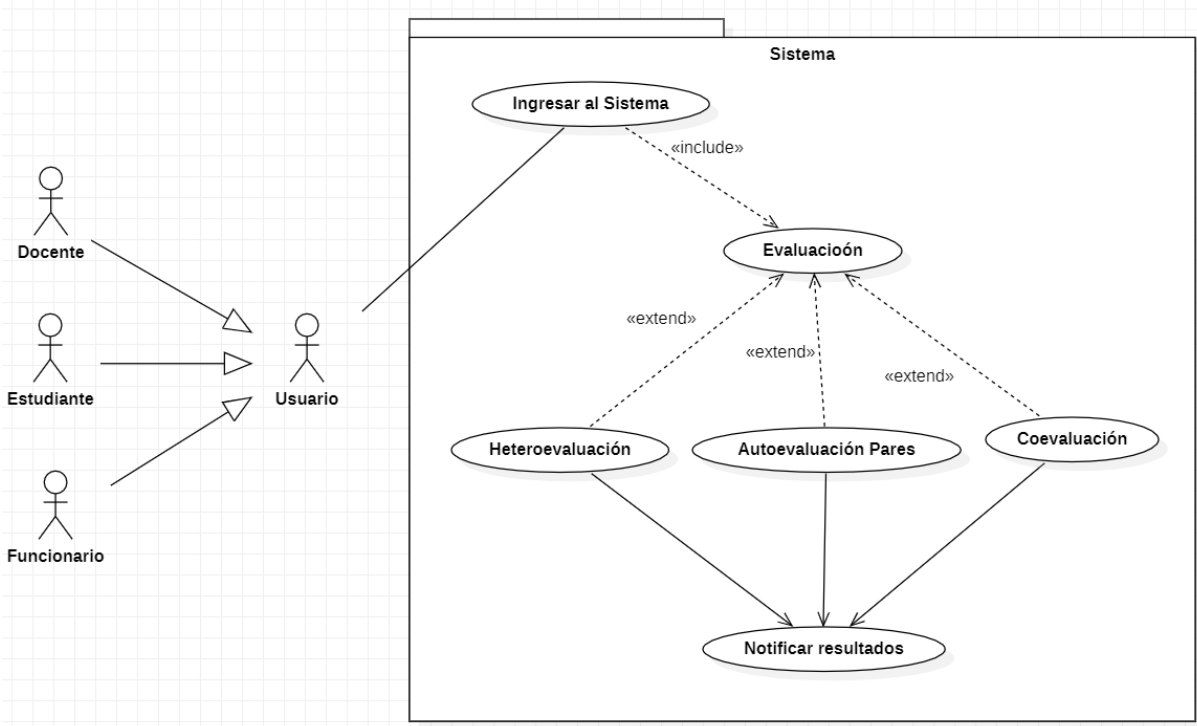 Sistema
Ingresar al Sistema
«include»
Docente
Evaluacioón
«extend»
«extend»
«extend»
Estudiante
Usuario
Heteroevaluación
Autoevaluación Pares
Coevaluación
Funcionario
Notificar resultados